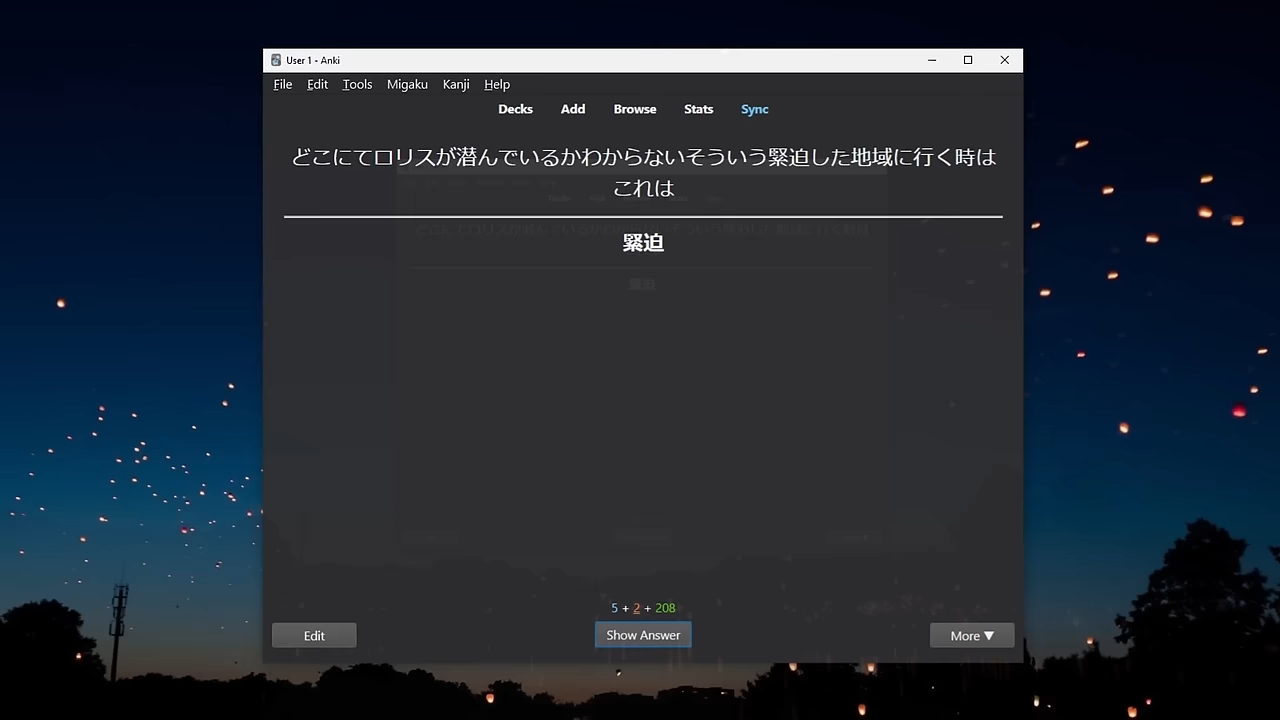 User 1 - Anki
File Edit Tools Migaku Kanji Help
Decks Add Browse Stats Sync
どこにてロリスが潜んでいるかわからないそういう緊迫した地域に行く時は
これは
緊迫
5 + 2 + 208
Edit Show Answer More ▼